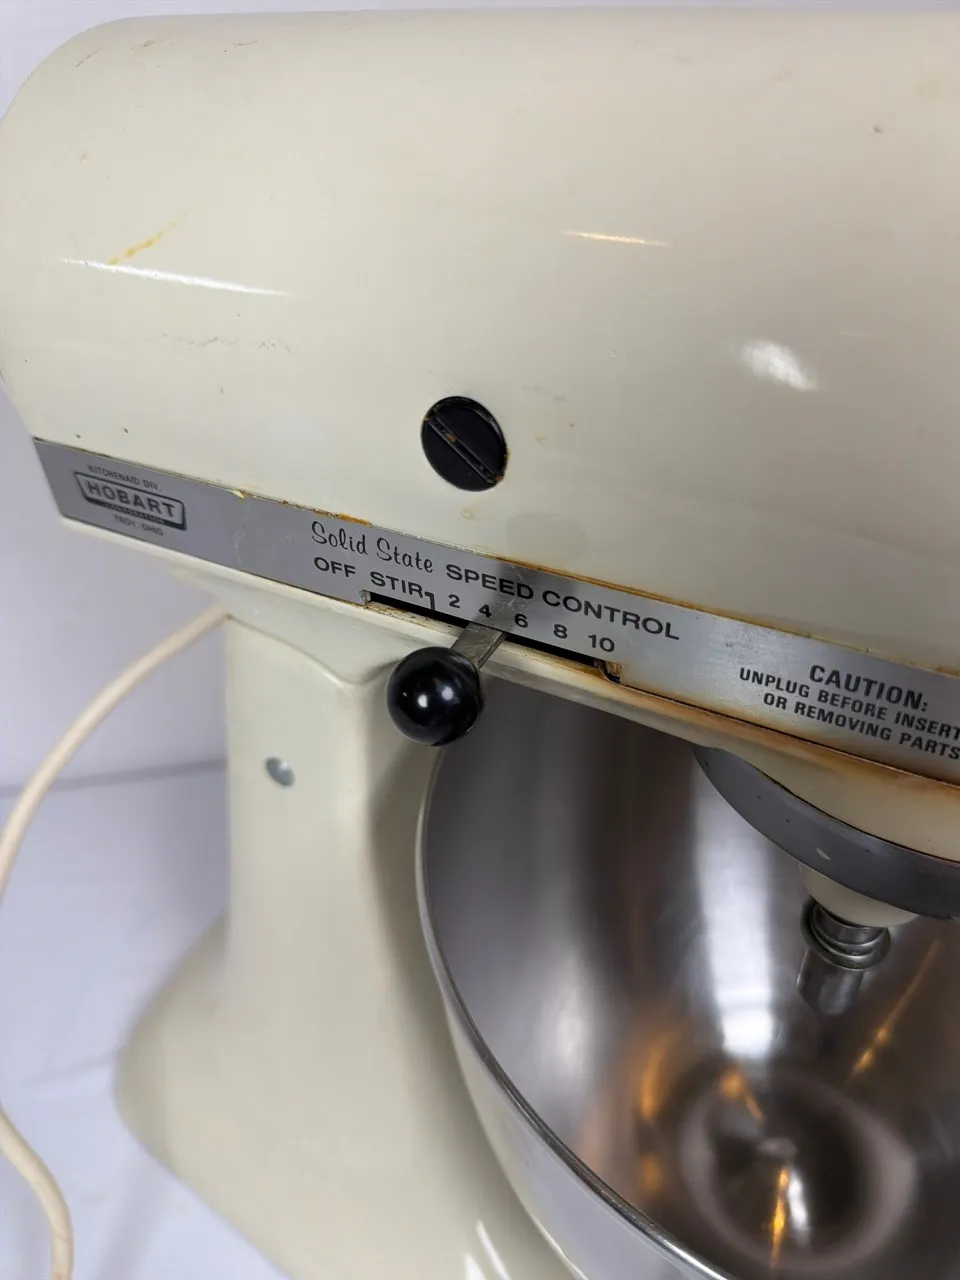 KITCHENAID DIV
HOBART
CORPORATION
TROY, OHIO
Solid State SPEED CONTROL
OFF STIR 2 4 6 8 10
CAUTION:
UNPLUG BEFORE INSERT
OR REMOVING PARTS